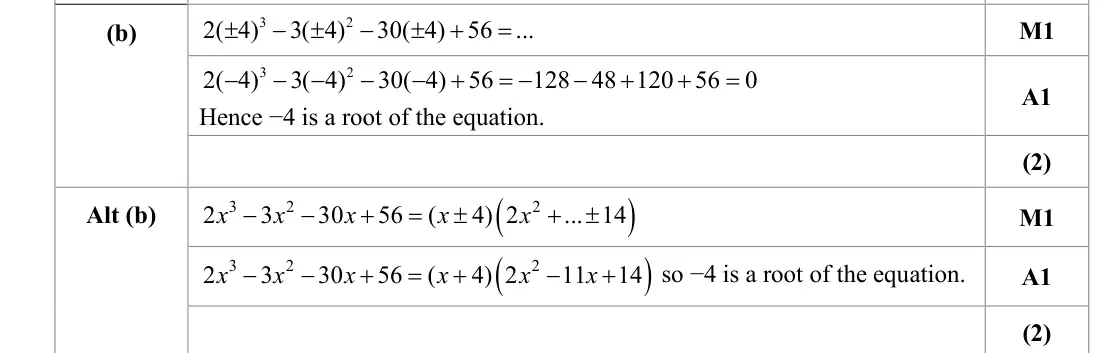 (b) 2(±4)³ − 3(±4)² − 30(±4) + 56 = ... M1
2(−4)³ − 3(−4)² − 30(−4) + 56 = −128 − 48 + 120 + 56 = 0
Hence −4 is a root of the equation. A1
(2)
Alt (b) 2x³ − 3x² − 30x + 56 = (x ± 4)(2x² + ... ± 14) M1
2x³ − 3x² − 30x + 56 = (x + 4)(2x² − 11x + 14) so −4 is a root of the equation. A1
(2)